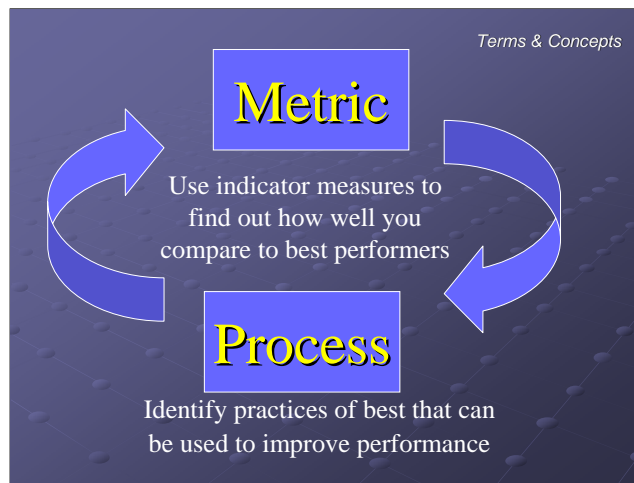 Terms & Concepts
Metric
Use indicator measures to
find out how well you
compare to best performers
Process
Identify practices of best that can
be used to improve performance